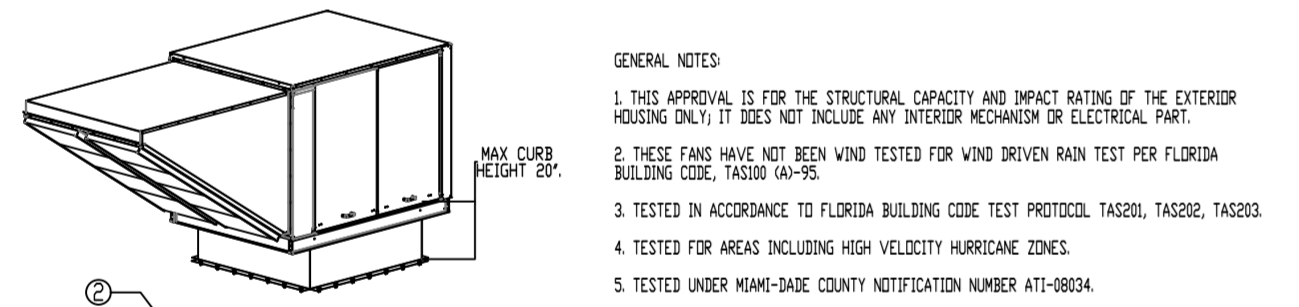 GENERAL NOTES:
1. THIS APPROVAL IS FOR THE STRUCTURAL CAPACITY AND IMPACT RATING OF THE EXTERIOR
HOUSING ONLY; IT DOES NOT INCLUDE ANY INTERIOR MECHANISM OR ELECTRICAL PART.
2. THESE FANS HAVE NOT BEEN WIND TESTED FOR WIND DRIVEN RAIN TEST PER FLORIDA
BUILDING CODE, TAS100 (A)-95.
3. TESTED IN ACCORDANCE TO FLORIDA BUILDING CODE TEST PROTOCOL TAS201, TAS202, TAS203.
4. TESTED FOR AREAS INCLUDING HIGH VELOCITY HURRICANE ZONES.
5. TESTED UNDER MIAMI-DADE COUNTY NOTIFICATION NUMBER ATI-08034.
MAX CURB
HEIGHT 20".
2